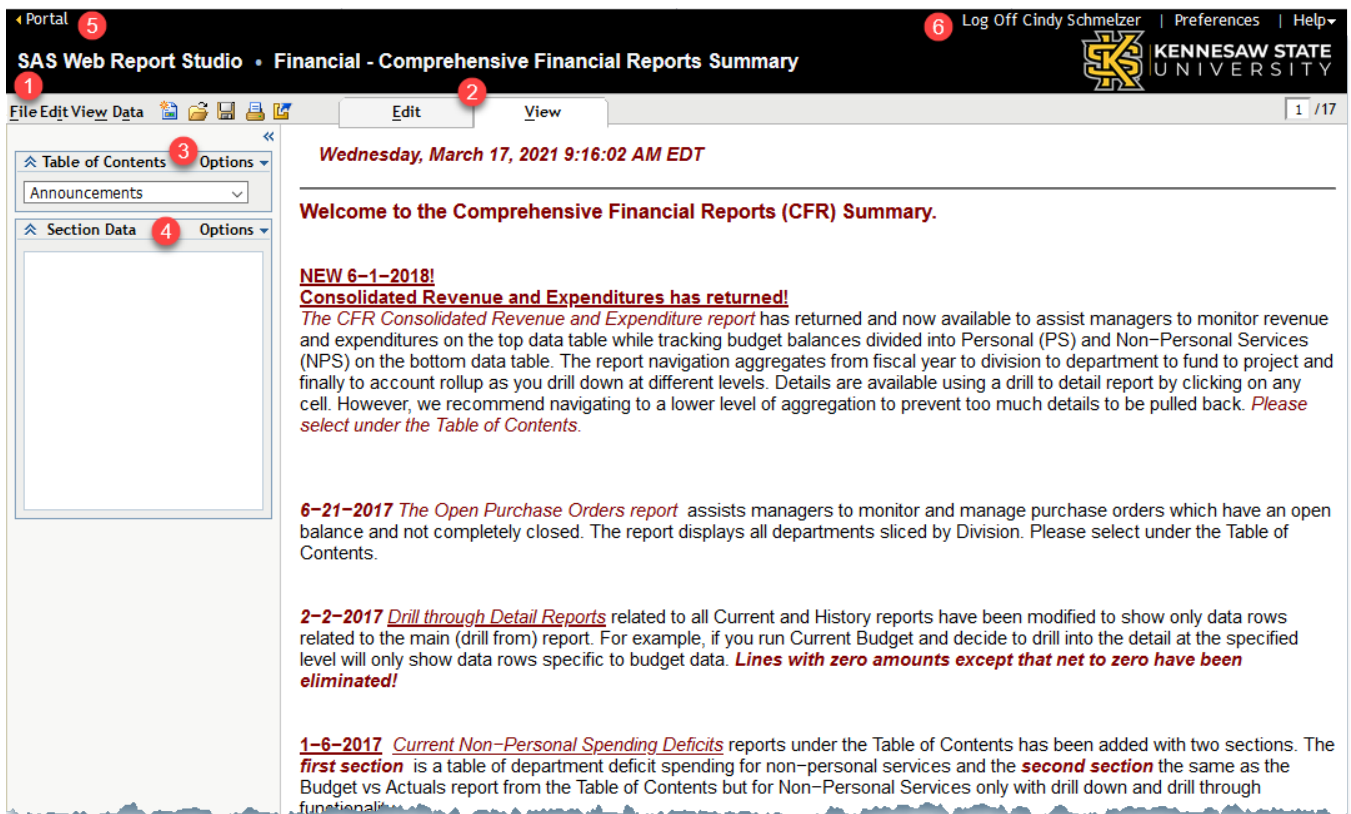 Portal
5
6
Log Off Cindy Schmelzer | Preferences | Help
SAS Web Report Studio • Financial - Comprehensive Financial Reports Summary
KS
KENNESAW STATE
UNIVERSITY
1
2
File Edit View Data
Edit
View
1 /17
«
Table of Contents
3
Options
Announcements
Section Data
4
Options
Wednesday, March 17, 2021 9:16:02 AM EDT
Welcome to the Comprehensive Financial Reports (CFR) Summary.
NEW 6−1−2018!
Consolidated Revenue and Expenditures has returned!
The CFR Consolidated Revenue and Expenditure report has returned and now available to assist managers to monitor revenue
and expenditures on the top data table while tracking budget balances divided into Personal (PS) and Non−Personal Services
(NPS) on the bottom data table. The report navigation aggregates from fiscal year to division to department to fund to project and
finally to account rollup as you drill down at different levels. Details are available using a drill to detail report by clicking on any
cell. However, we recommend navigating to a lower level of aggregation to prevent too much details to be pulled back. Please
select under the Table of Contents.
6−21−2017 The Open Purchase Orders report assists managers to monitor and manage purchase orders which have an open
balance and not completely closed. The report displays all departments sliced by Division. Please select under the Table of
Contents.
2−2−2017 Drill through Detail Reports related to all Current and History reports have been modified to show only data rows
related to the main (drill from) report. For example, if you run Current Budget and decide to drill into the detail at the specified
level will only show data rows specific to budget data. Lines with zero amounts except that net to zero have been
eliminated!
1−6−2017 Current Non−Personal Spending Deficits reports under the Table of Contents has been added with two sections. The
first section is a table of department deficit spending for non−personal services and the second section the same as the
Budget vs Actuals report from the Table of Contents but for Non−Personal Services only with drill down and drill through